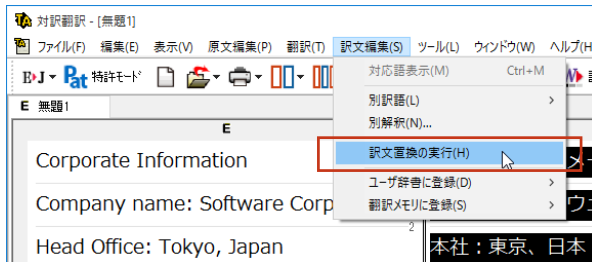 対訳翻訳 - [無題1]
ファイル(F) 編集(E) 表示(V) 原文編集(P) 翻訳(T) 訳文編集(S) ツール(L) ウィンドウ(W) ヘルプ(H
E▸J Pat 特許モード
対応語表示(M) Ctrl+M
別訳語(L)
別解釈(N)...
訳文置換の実行(H)
ユーザ辞書に登録(D)
翻訳メモリに登録(S)
E 無題1
E
Corporate Information
Company name: Software Corp
ウ
2
Head Office: Tokyo, Japan
本社：東京、日本